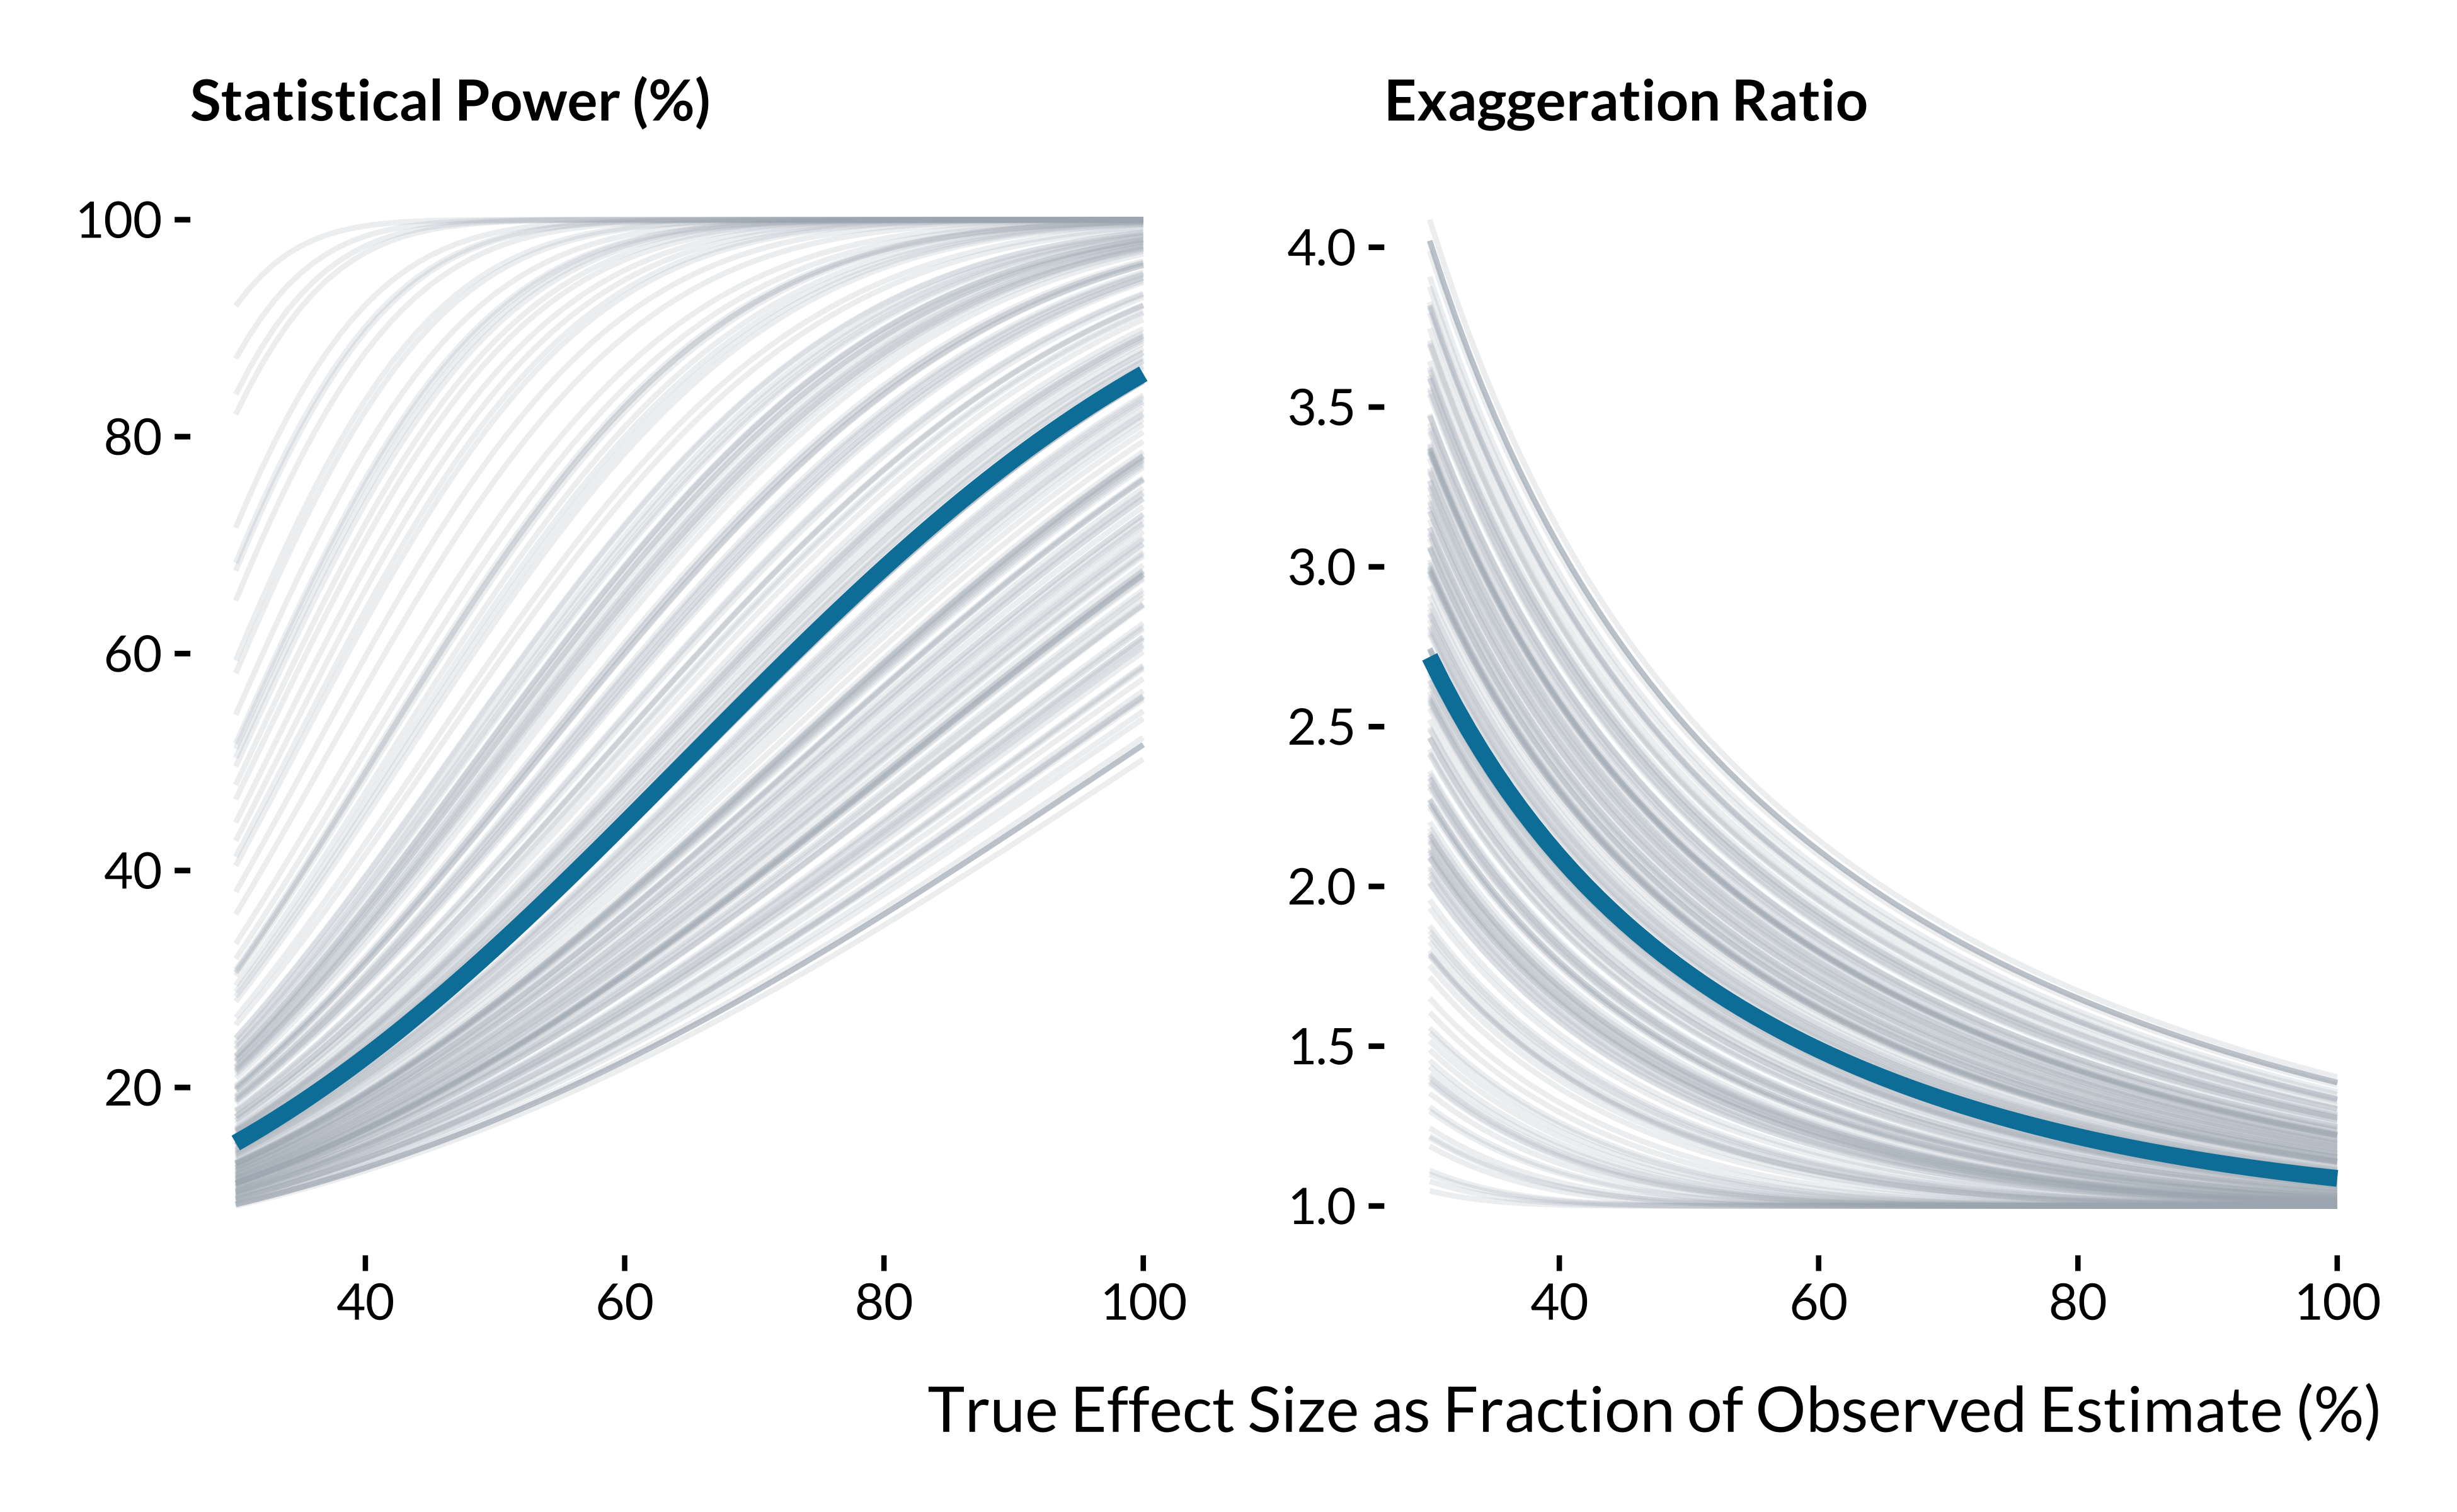 Statistical Power (%)
Exaggeration Ratio
100
80
60
40
20
4.0
3.5
3.0
2.5
2.0
1.5
1.0
40 60 80 100
40 60 80 100
True Effect Size as Fraction of Observed Estimate (%)